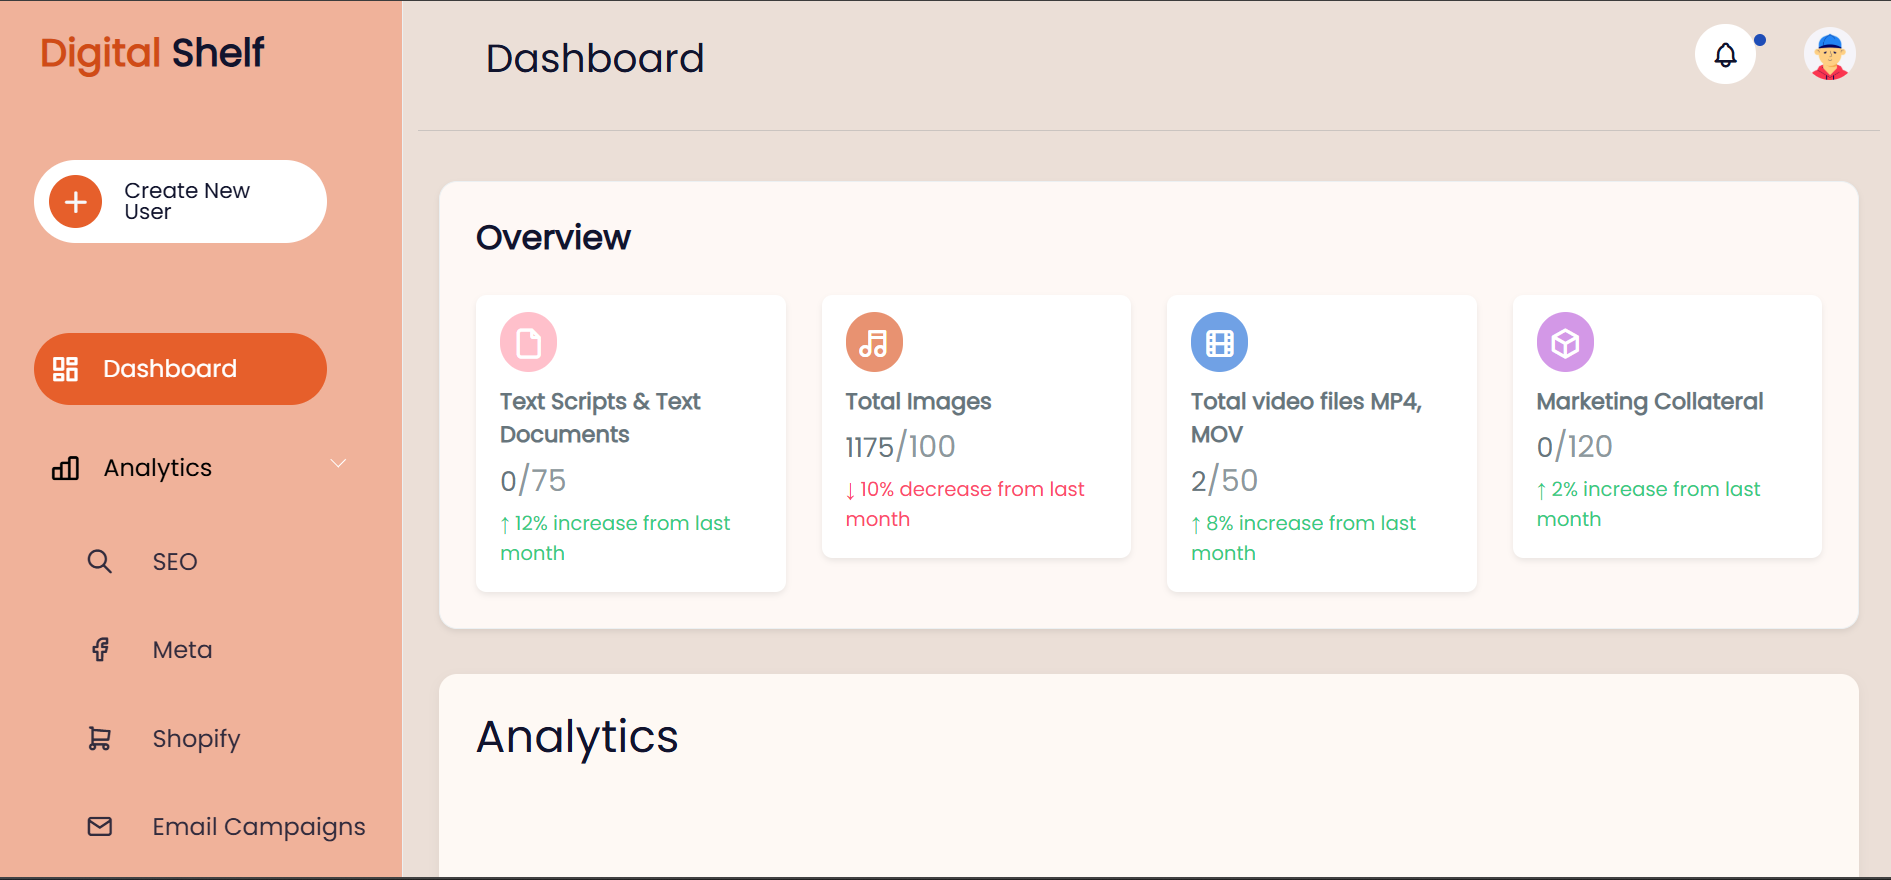 Digital Shelf
Create New
User
Dashboard
Analytics
SEO
Meta
Shopify
Email Campaigns
Dashboard
Overview
Text Scripts & Text
Documents
0/75
↑ 12% increase from last
month
Total Images
1175/100
↓ 10% decrease from last
month
Total video files MP4,
MOV
2/50
↑ 8% increase from last
month
Marketing Collateral
0/120
↑ 2% increase from last
month
Analytics